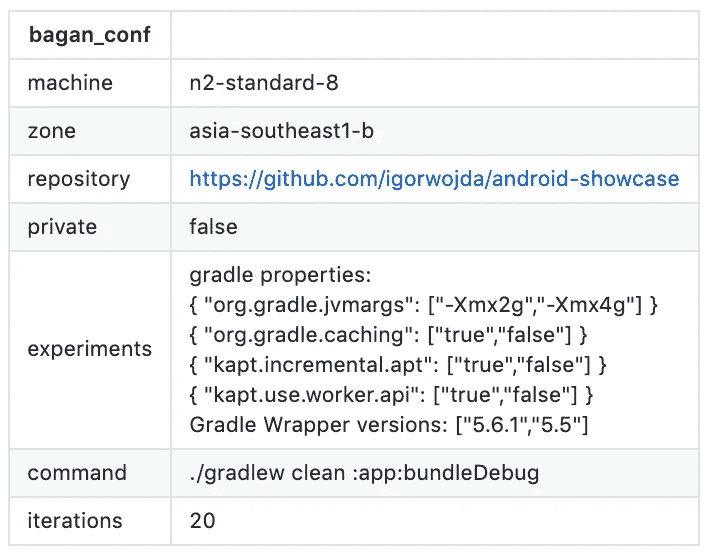 bagan_conf
machine n2-standard-8
zone asia-southeast1-b
repository https://github.com/igorwojda/android-showcase
private false
experiments
gradle properties:
{ "org.gradle.jvmargs": ["-Xmx2g","-Xmx4g"] }
{ "org.gradle.caching": ["true","false"] }
{ "kapt.incremental.apt": ["true","false"] }
{ "kapt.use.worker.api": ["true","false"] }
Gradle Wrapper versions: ["5.6.1","5.5"]
command ./gradlew clean :app:bundleDebug
iterations 20